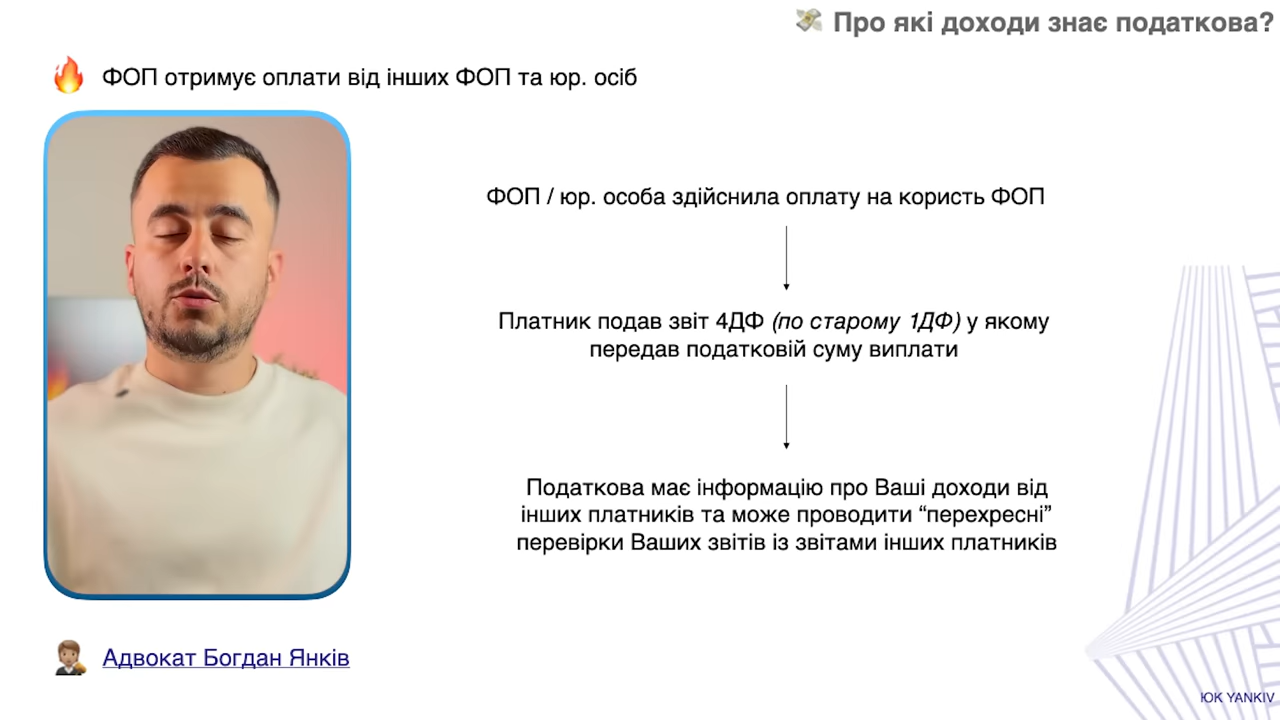 Про які доходи знає податкова?
ФОП отримує оплати від інших ФОП та юр. осіб
ФОП / юр. особа здійснила оплату на користь ФОП
Платник подав звіт 4ДФ (по старому 1ДФ) у якому
передав податковій суму виплати
Податкова має інформацію про Ваші доходи від
інших платників та може проводити “перехресні”
перевірки Ваших звітів із звітами інших платників
Адвокат Богдан Янків
ЮК YANKIV